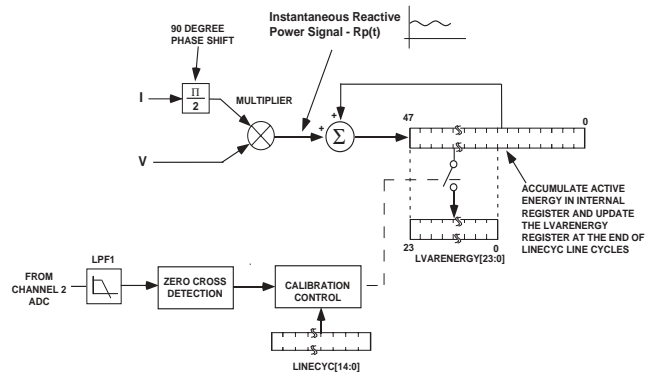 Instantaneous Reactive
Power Signal - Rp(t)
90 DEGREE
PHASE SHIFT
I
Π
2
MULTIPLIER
V
+
+
Σ
47
0
ACCUMULATE ACTIVE
ENERGY IN INTERNAL
REGISTER AND UPDATE
THE LVARENERGY
REGISTER AT THE END OF
LINECYC LINE CYCLES
23
0
LVARENERGY[23:0]
FROM
CHANNEL 2
ADC
LPF1
ZERO CROSS
DETECTION
CALIBRATION
CONTROL
LINECYC[14:0]